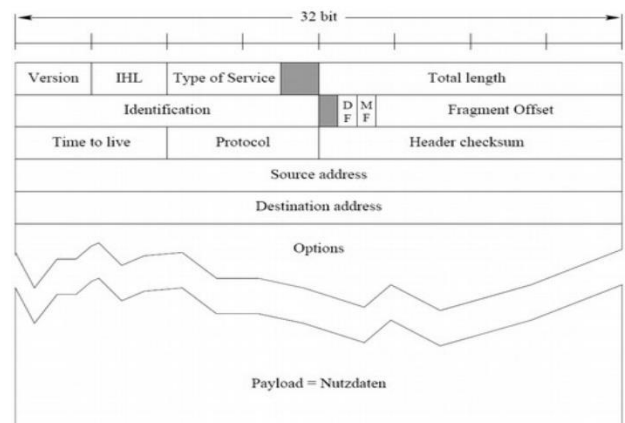 32 bit
Version IHL Type of Service Total length
Identification D F M F Fragment Offset
Time to live Protocol Header checksum
Source address
Destination address
Options
Payload = Nutzdaten